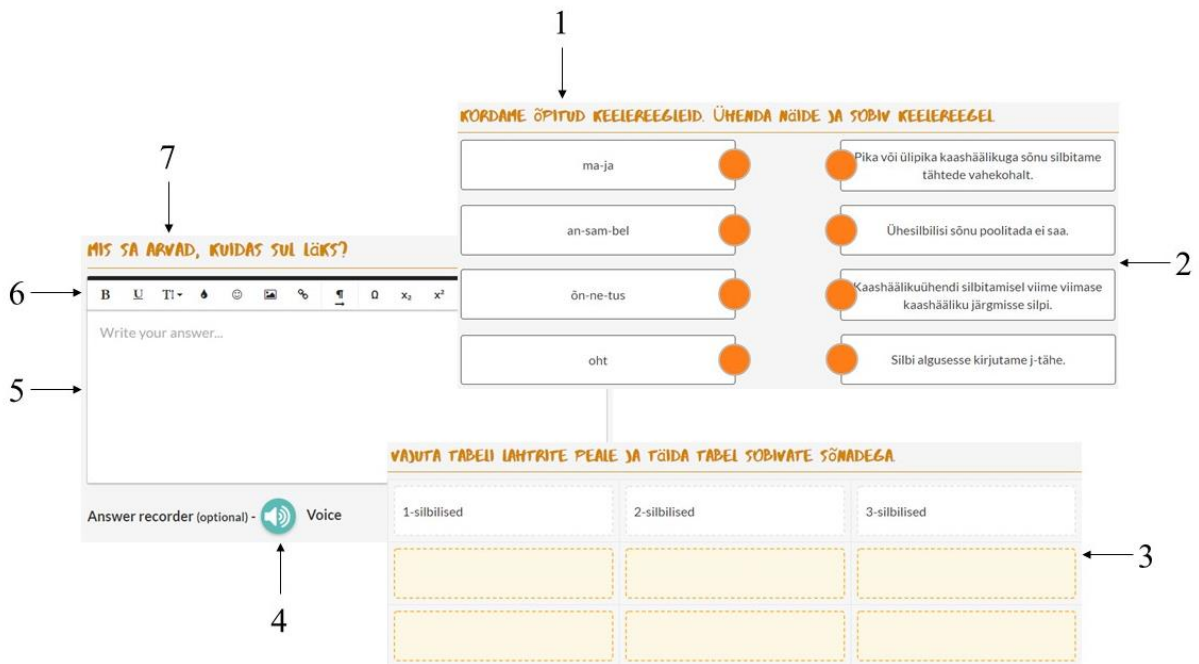 1
KORDAME ÕPITUD KEELEREEGLEID. ÜHENDA NÄIDE JA SOBIV KEELEREEGEL
ma-ja
Pika või ülipika kaashäälikuga sõnu silbitame
tähtede vahekohalt.
an-sam-bel
Ühesilbilisi sõnu poolitada ei saa.
2
õn-ne-tus
Kaashäälikuühendi silbitamisel viime viimase
kaashääliku järgmisse silpi.
oht
Silbi algusesse kirjutame j-tähe.
7
MIS SA ARVAD, KUIDAS SUL LÄKS?
6
B U TI Ω x₂ x²
Write your answer...
5
Answer recorder (optional) - Voice
4
VAJUTA TABELI LAHTRITE PEALE JA TÄIDA TABEL SOBIVATE SÕNADEGA
1-silbilised 2-silbilised 3-silbilised
3